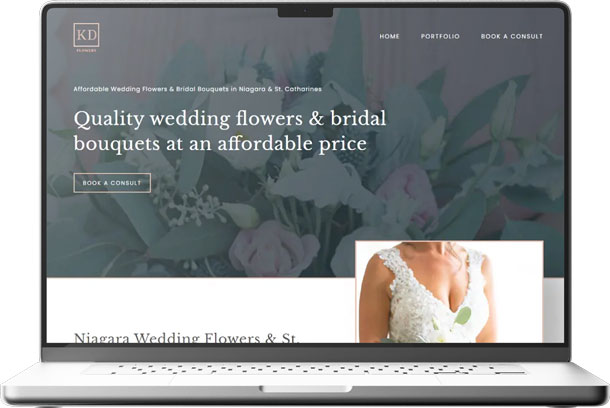 KD
FLOWERS
HOME PORTFOLIO BOOK A CONSULT
Affordable Wedding Flowers & Bridal Bouquets in Niagara & St. Catharines
Quality wedding flowers & bridal
bouquets at an affordable price
BOOK A CONSULT
Niagara Wedding Flowers & St.